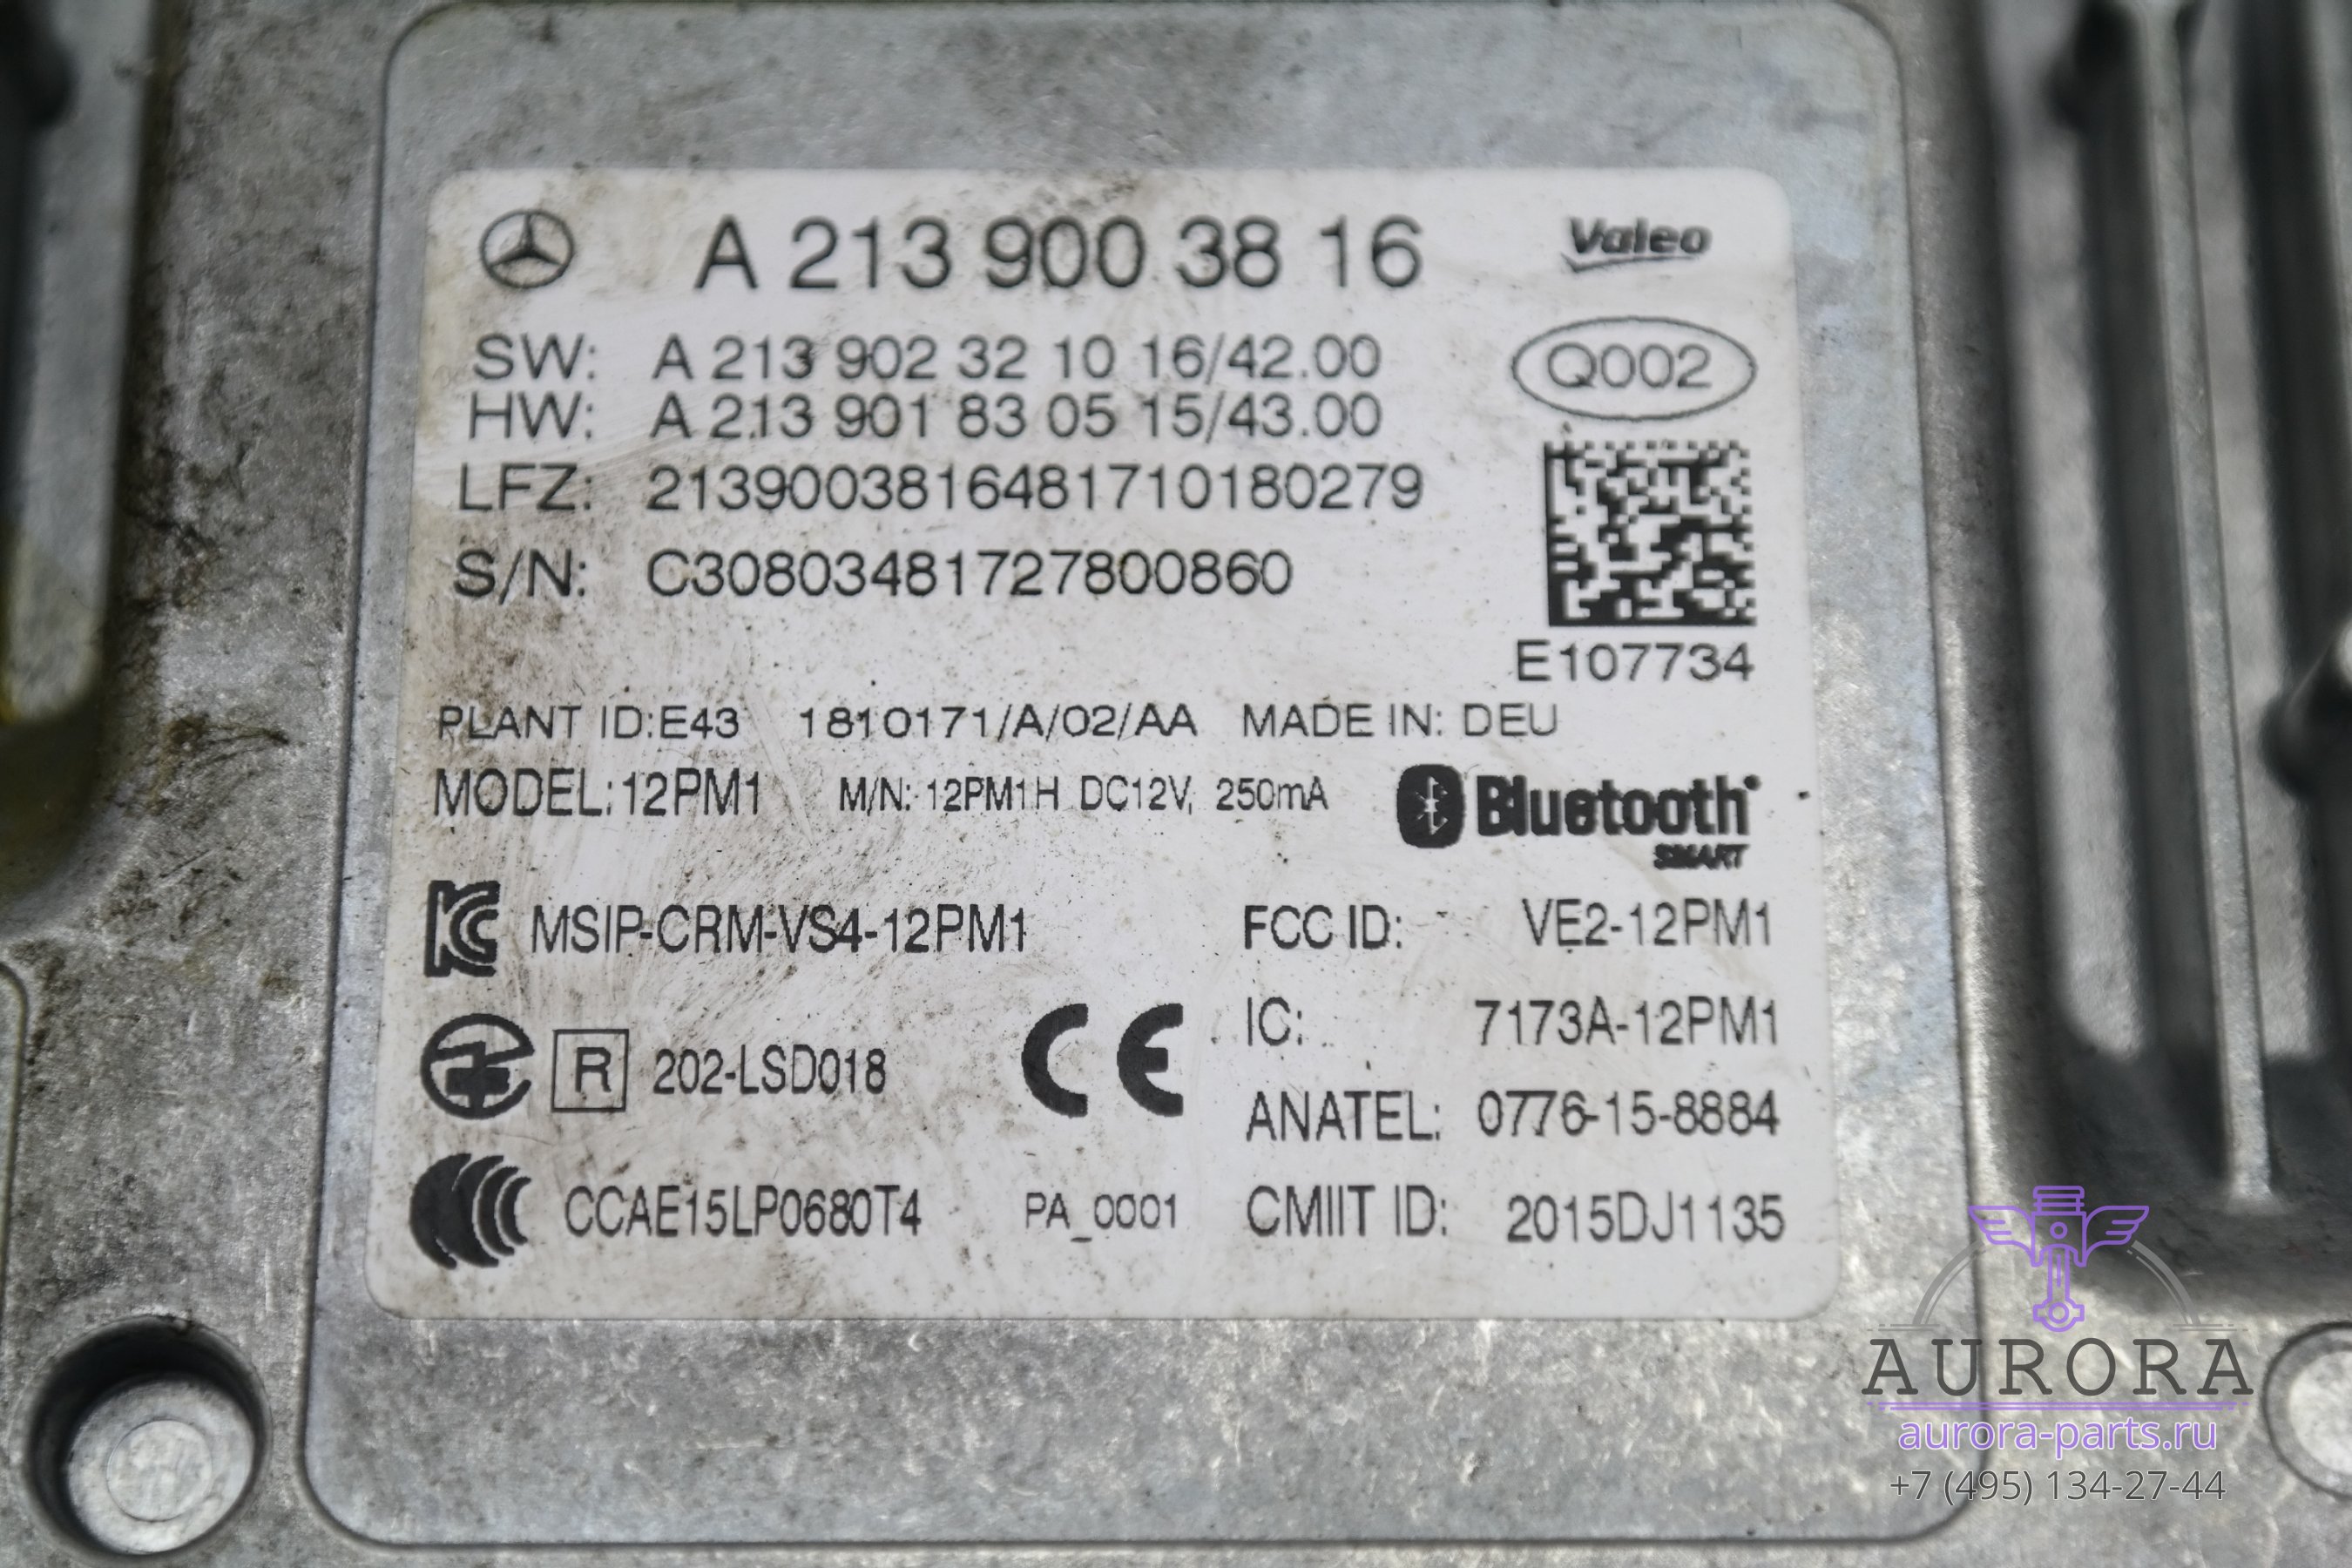 A 213 900 38 16 Valeo
SW: A 213 902 32 10 16/42.00 Q002
HW: A 213 901 83 05 15/43.00
LFZ: 2139003816481710180279
S/N: C30803481727800860
E107734
PLANT ID:E43 1810171/A/02/AA MADE IN: DEU
MODEL:12PM1 M/N: 12PM1H DC12V, 250mA Bluetooth
SMART
MSIP-CRM-VS4-12PM1 FCC ID: VE2-12PM1
IC: 7173A-12PM1
R 202-LSD018 CE
ANATEL: 0776-15-8884
CCAE15LP0680T4 PA_0001 CMIIT ID: 2015DJ1135
AURORA
aurora-parts.ru
+7 (495) 134-27-44